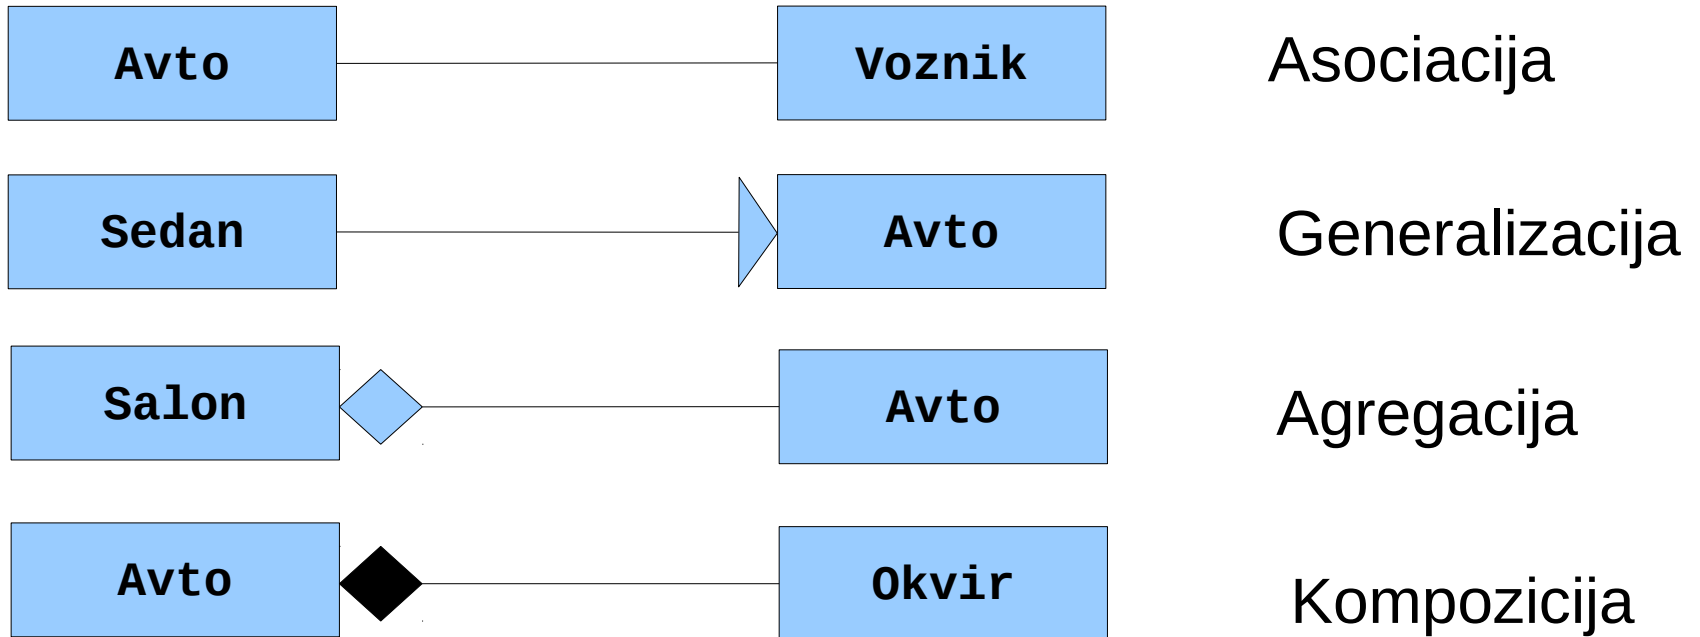 Avto Voznik Asociacija
Sedan Avto Generalizacija
Salon Avto Agregacija
Avto Okvir Kompozicija